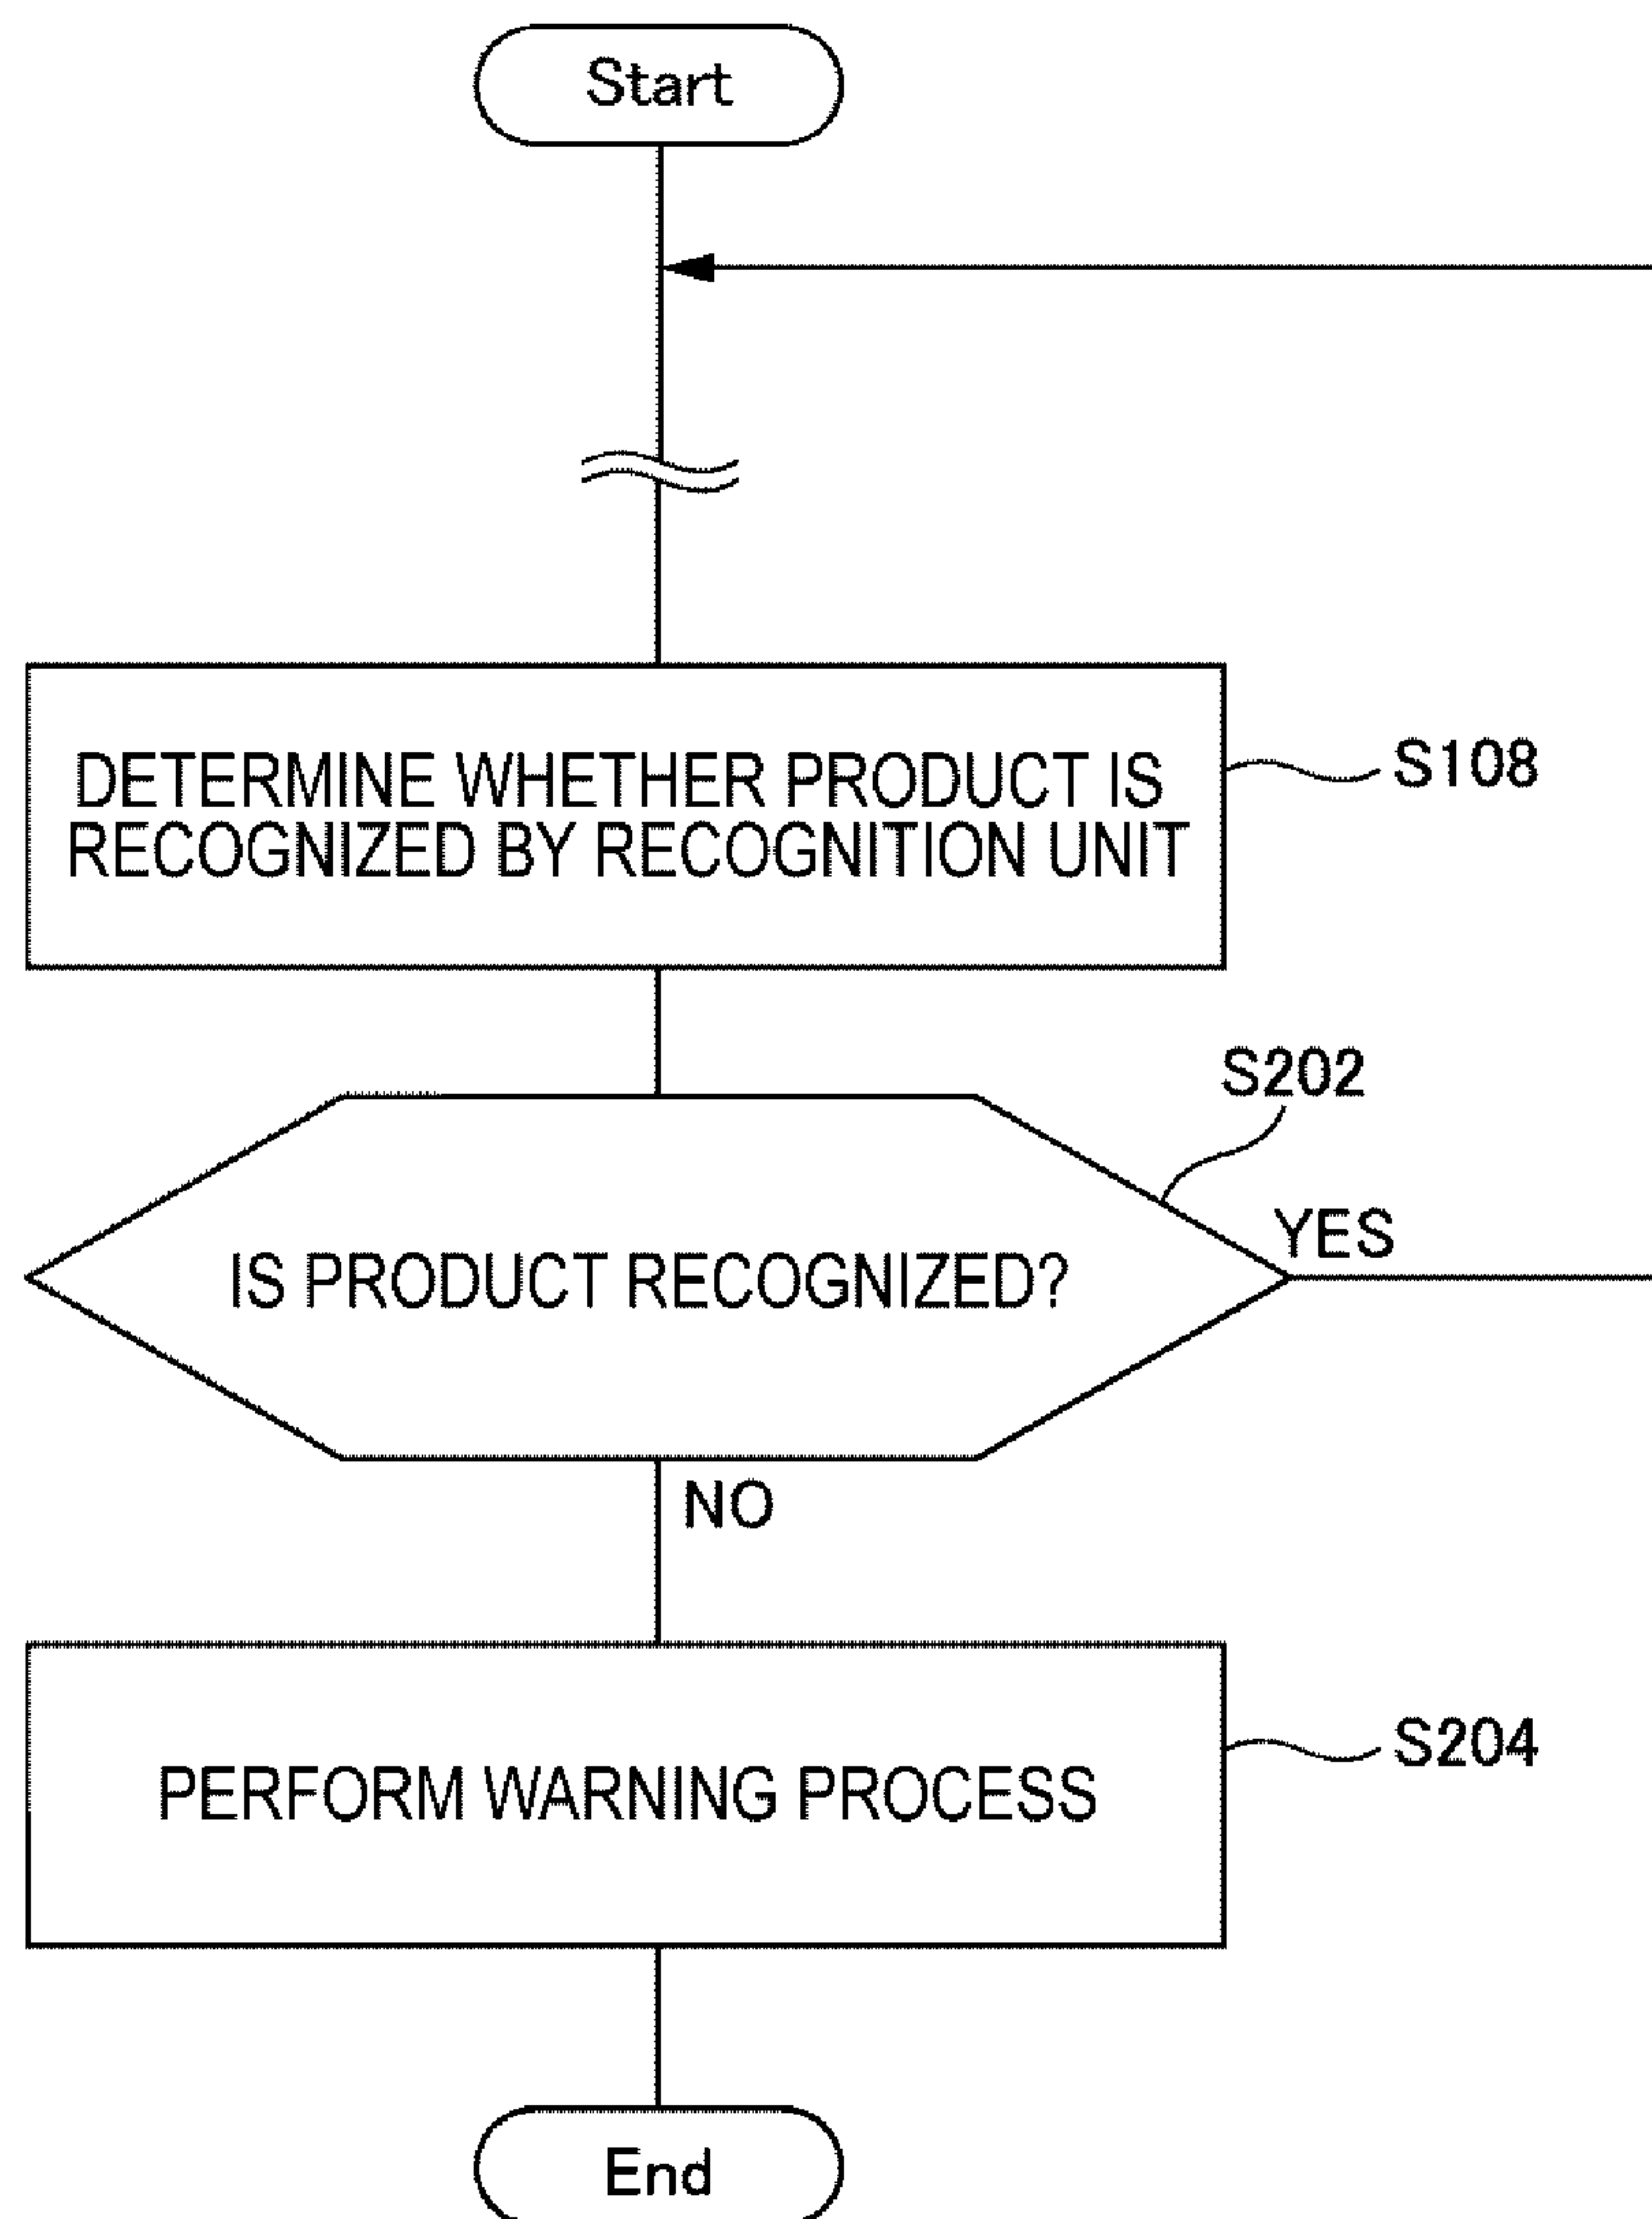 Start
DETERMINE WHETHER PRODUCT IS
RECOGNIZED BY RECOGNITION UNIT
S108
S202
IS PRODUCT RECOGNIZED?
YES
NO
PERFORM WARNING PROCESS
S204
End